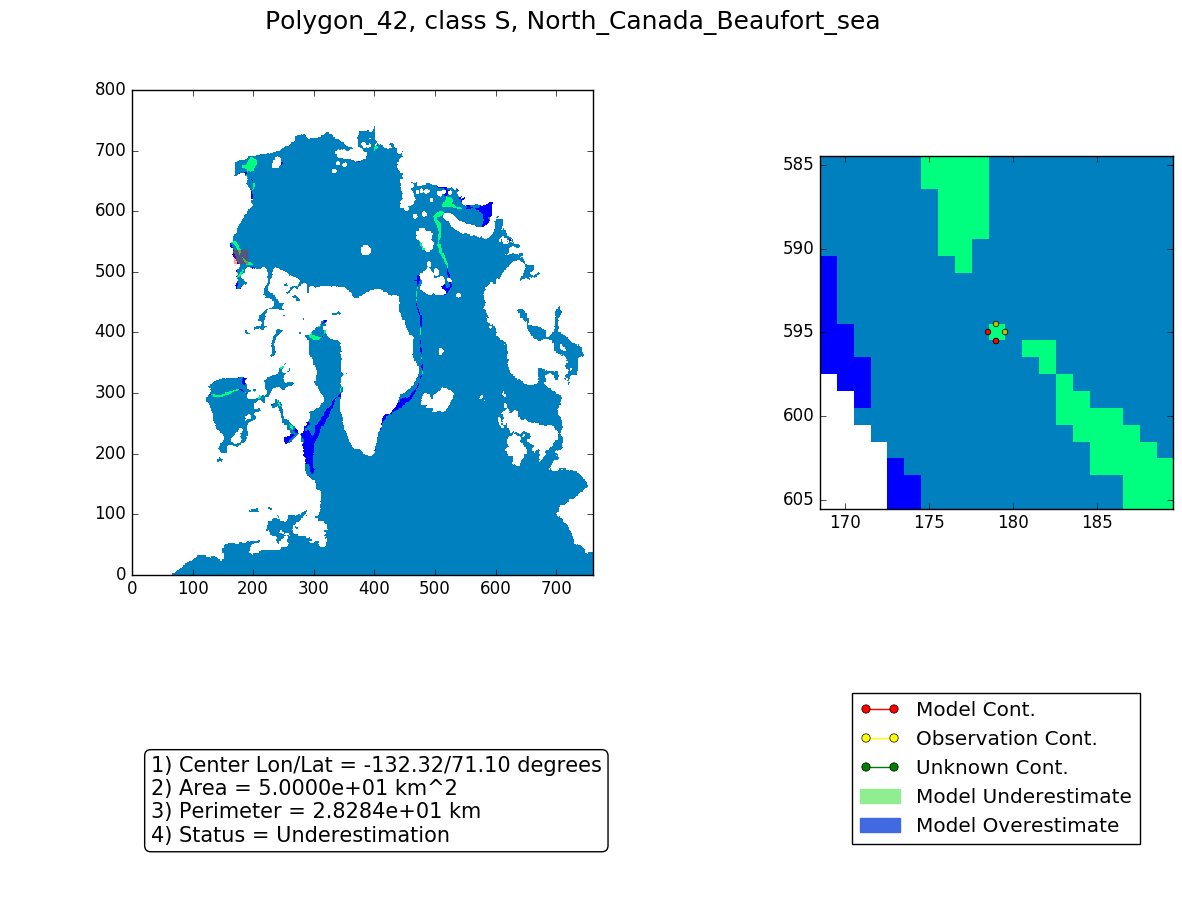 Polygon_42, class S, North_Canada_Beaufort_sea
800
700
600
500
400
300
200
100
0
0 100 200 300 400 500 600 700
585
590
595
600
605
170 175 180 185
1) Center Lon/Lat = -132.32/71.10 degrees
2) Area = 5.0000e+01 km^2
3) Perimeter = 2.8284e+01 km
4) Status = Underestimation
Model Cont.
Observation Cont.
Unknown Cont.
Model Underestimate
Model Overestimate